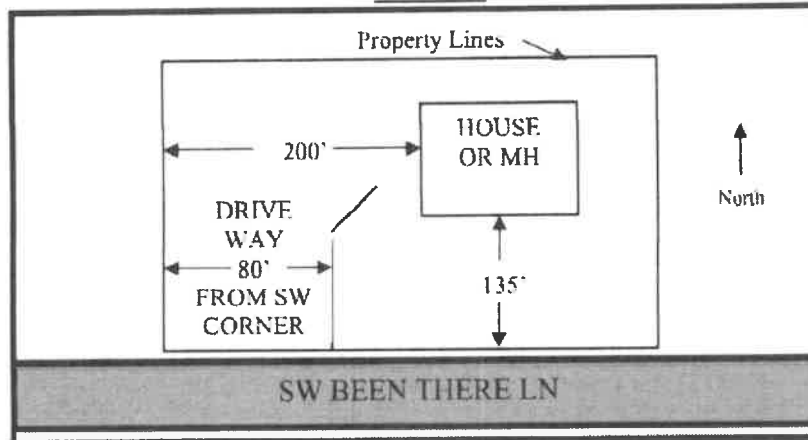 Property Lines
HOUSE
OR MH
200'
North
DRIVE
WAY
80'
FROM SW
CORNER
135'
SW BEEN THERE LN